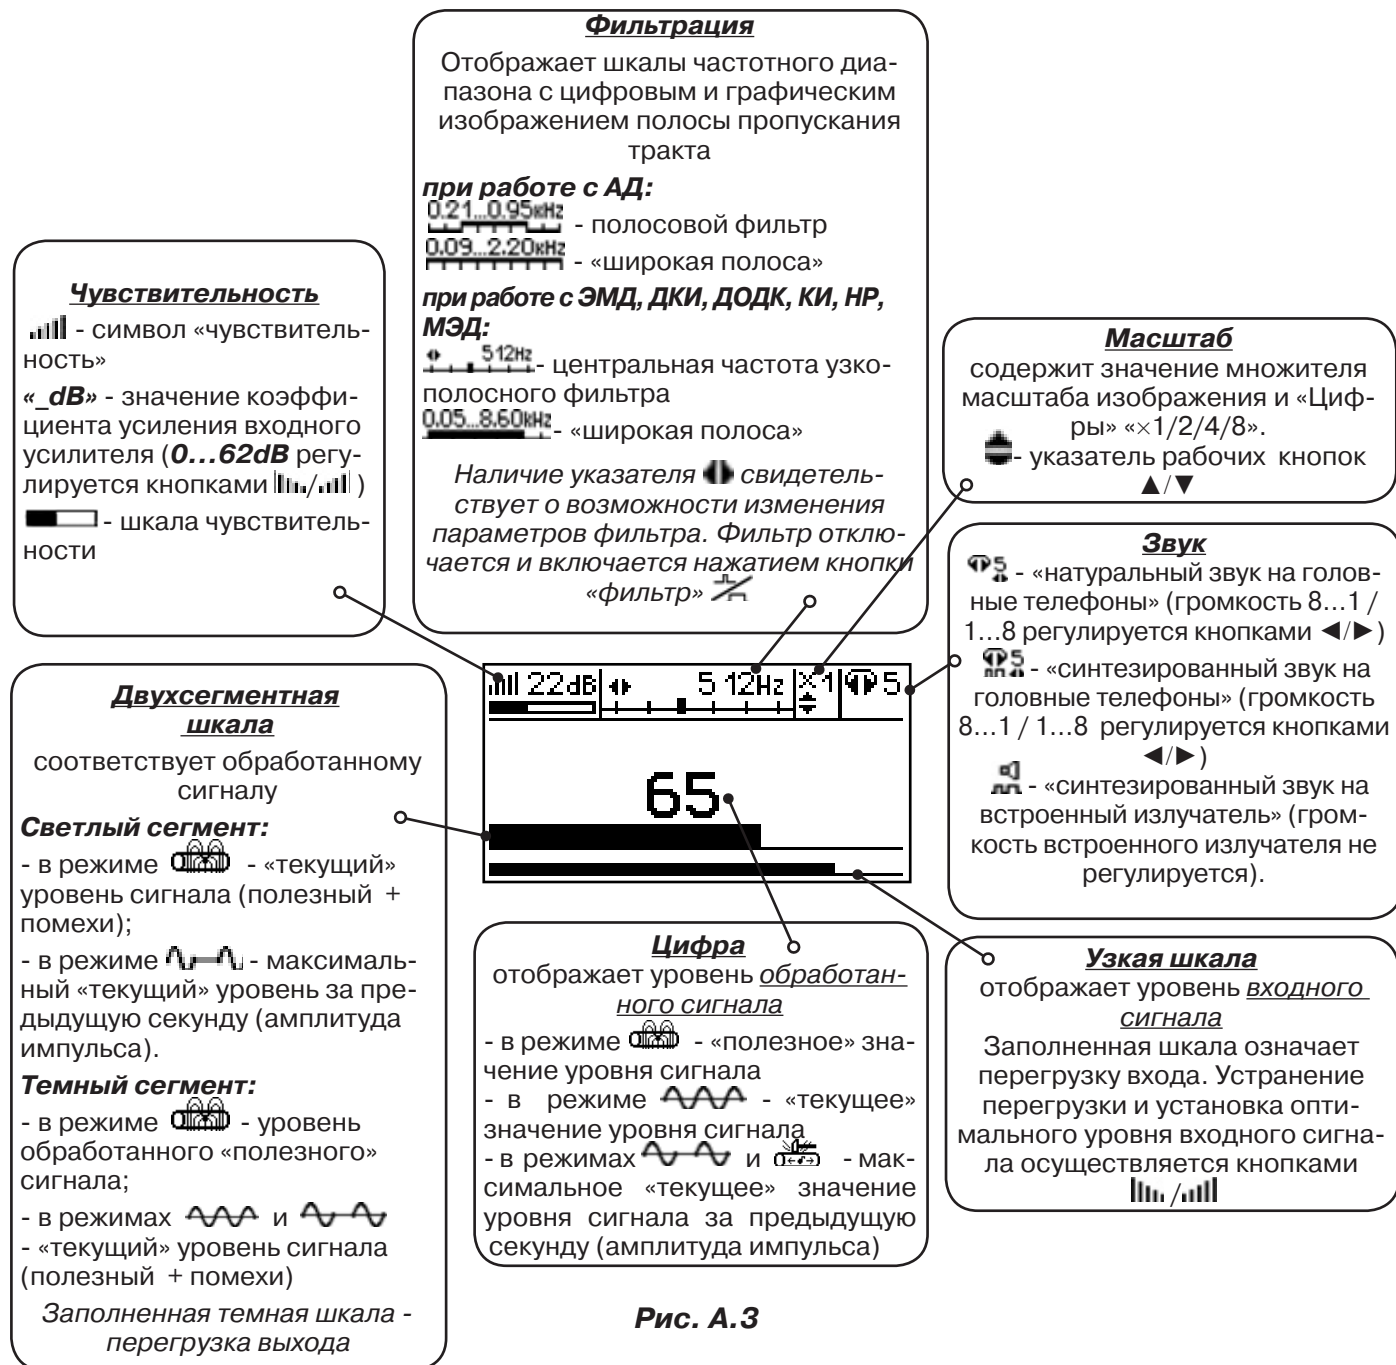 Фильтрация
Отображает шкалы частотного диа-
пазона с цифровым и графическим
изображением полосы пропускания
тракта
при работе с АД:
0.21...0.95кHz - полосовой фильтр
0.09...2.20кHz - «широкая полоса»
при работе с ЭМД, ДКИ, ДОДК, КИ, НР,
МЭД:
512Hz - центральная частота узко-
полосного фильтра
0.05...8.60кHz - «широкая полоса»
Наличие указателя свидетель-
ствует о возможности изменения
параметров фильтра. Фильтр отклю-
чается и включается нажатием кнопки
«фильтр»
Чувствительность
- символ «чувствитель-
ность»
«_dB» - значение коэффи-
циента усиления входного
усилителя (0...62dB регу-
лируется кнопками / )
- шкала чувствитель-
ности
Масштаб
содержит значение множителя
масштаба изображения и «Циф-
ры» «×1/2/4/8».
- указатель рабочих кнопок
▲/▼
Звук
5 - «натуральный звук на голов-
ные телефоны» (громкость 8...1 /
1...8 регулируется кнопками ◄/►)
5 - «синтезированный звук на
головные телефоны» (громкость
8...1 / 1...8 регулируется кнопками
◄/►)
- «синтезированный звук на
встроенный излучатель» (гром-
кость встроенного излучателя не
регулируется).
Двухсегментная
шкала
соответствует обработанному
сигналу
Светлый сегмент:
- в режиме - «текущий»
уровень сигнала (полезный +
помехи);
- в режиме - максималь-
ный «текущий» уровень за пре-
дыдущую секунду (амплитуда
импульса).
Темный сегмент:
- в режиме - уровень
обработанного «полезного»
сигнала;
- в режимах и
- «текущий» уровень сигнала
(полезный + помехи)
Заполненная темная шкала -
перегрузка выхода
22dB 512Hz ×1 5
65
Цифра
отображает уровень обработан-
ного сигнала
- в режиме - «полезное» зна-
чение уровня сигнала
- в режиме - «текущее»
значение уровня сигнала
- в режимах и - мак-
симальное «текущее» значение
уровня сигнала за предыдущую
секунду (амплитуда импульса)
Узкая шкала
отображает уровень входного
сигнала
Заполненная шкала означает
перегрузку входа. Устранение
перегрузки и установка опти-
мального уровня входного сигна-
ла осуществляется кнопками
/
Рис. А.3